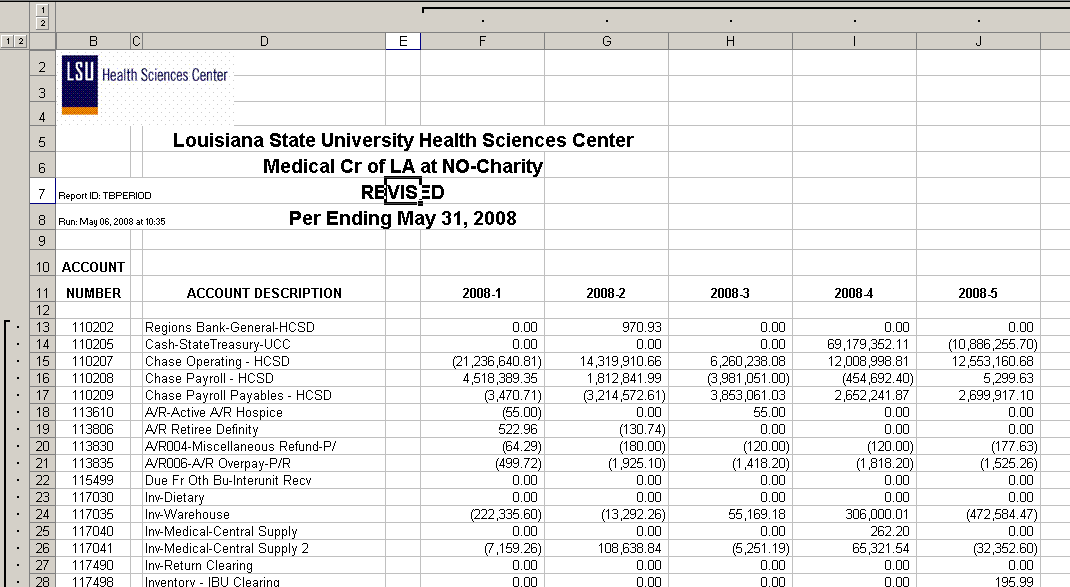 1
2
1 2 B C D E F G H I J
2 LSU Health Sciences Center
3
4
5 Louisiana State University Health Sciences Center
6 Medical Cr of LA at NO-Charity
7 Report ID: TBPERIOD REVISED
8 Run: May 06, 2008 at 10:35 Per Ending May 31, 2008
9
10 ACCOUNT
11 NUMBER ACCOUNT DESCRIPTION 2008-1 2008-2 2008-3 2008-4 2008-5
12
13 110202 Regions Bank-General-HCSD 0.00 970.93 0.00 0.00 0.00
14 110205 Cash-StateTreasury-UCC 0.00 0.00 0.00 69,179,352.11 (10,886,255.70)
15 110207 Chase Operating - HCSD (21,236,640.81) 14,319,910.66 6,260,238.08 12,008,998.81 12,553,160.68
16 110208 Chase Payroll - HCSD 4,518,389.35 1,812,841.99 (3,981,051.00) (454,692.40) 5,299.63
17 110209 Chase Payroll Payables - HCSD (3,470.71) (3,214,572.61) 3,853,061.03 2,652,241.87 2,699,917.10
18 113610 A/R-Active A/R Hospice (55.00) 0.00 55.00 0.00 0.00
19 113806 A/R Retiree Definity 522.96 (130.74) 0.00 0.00 0.00
20 113830 A/R004-Miscellaneous Refund-P/ (64.29) (180.00) (120.00) (120.00) (177.63)
21 113835 A/R006-A/R Overpay-P/R (499.72) (1,925.10) (1,418.20) (1,818.20) (1,525.26)
22 115499 Due Fr Oth Bu-Interunit Recv 0.00 0.00 0.00 0.00 0.00
23 117030 Inv-Dietary 0.00 0.00 0.00 0.00 0.00
24 117035 Inv-Warehouse (222,335.60) (13,292.26) 55,169.18 306,000.01 (472,584.47)
25 117040 Inv-Medical-Central Supply 0.00 0.00 0.00 262.20 0.00
26 117041 Inv-Medical-Central Supply 2 (7,159.26) 108,638.84 (5,251.19) 65,321.54 (32,352.60)
27 117490 Inv-Return Clearing 0.00 0.00 0.00 0.00 0.00
28 117498 Inventory - IBU Clearing 0.00 0.00 0.00 0.00 195.99